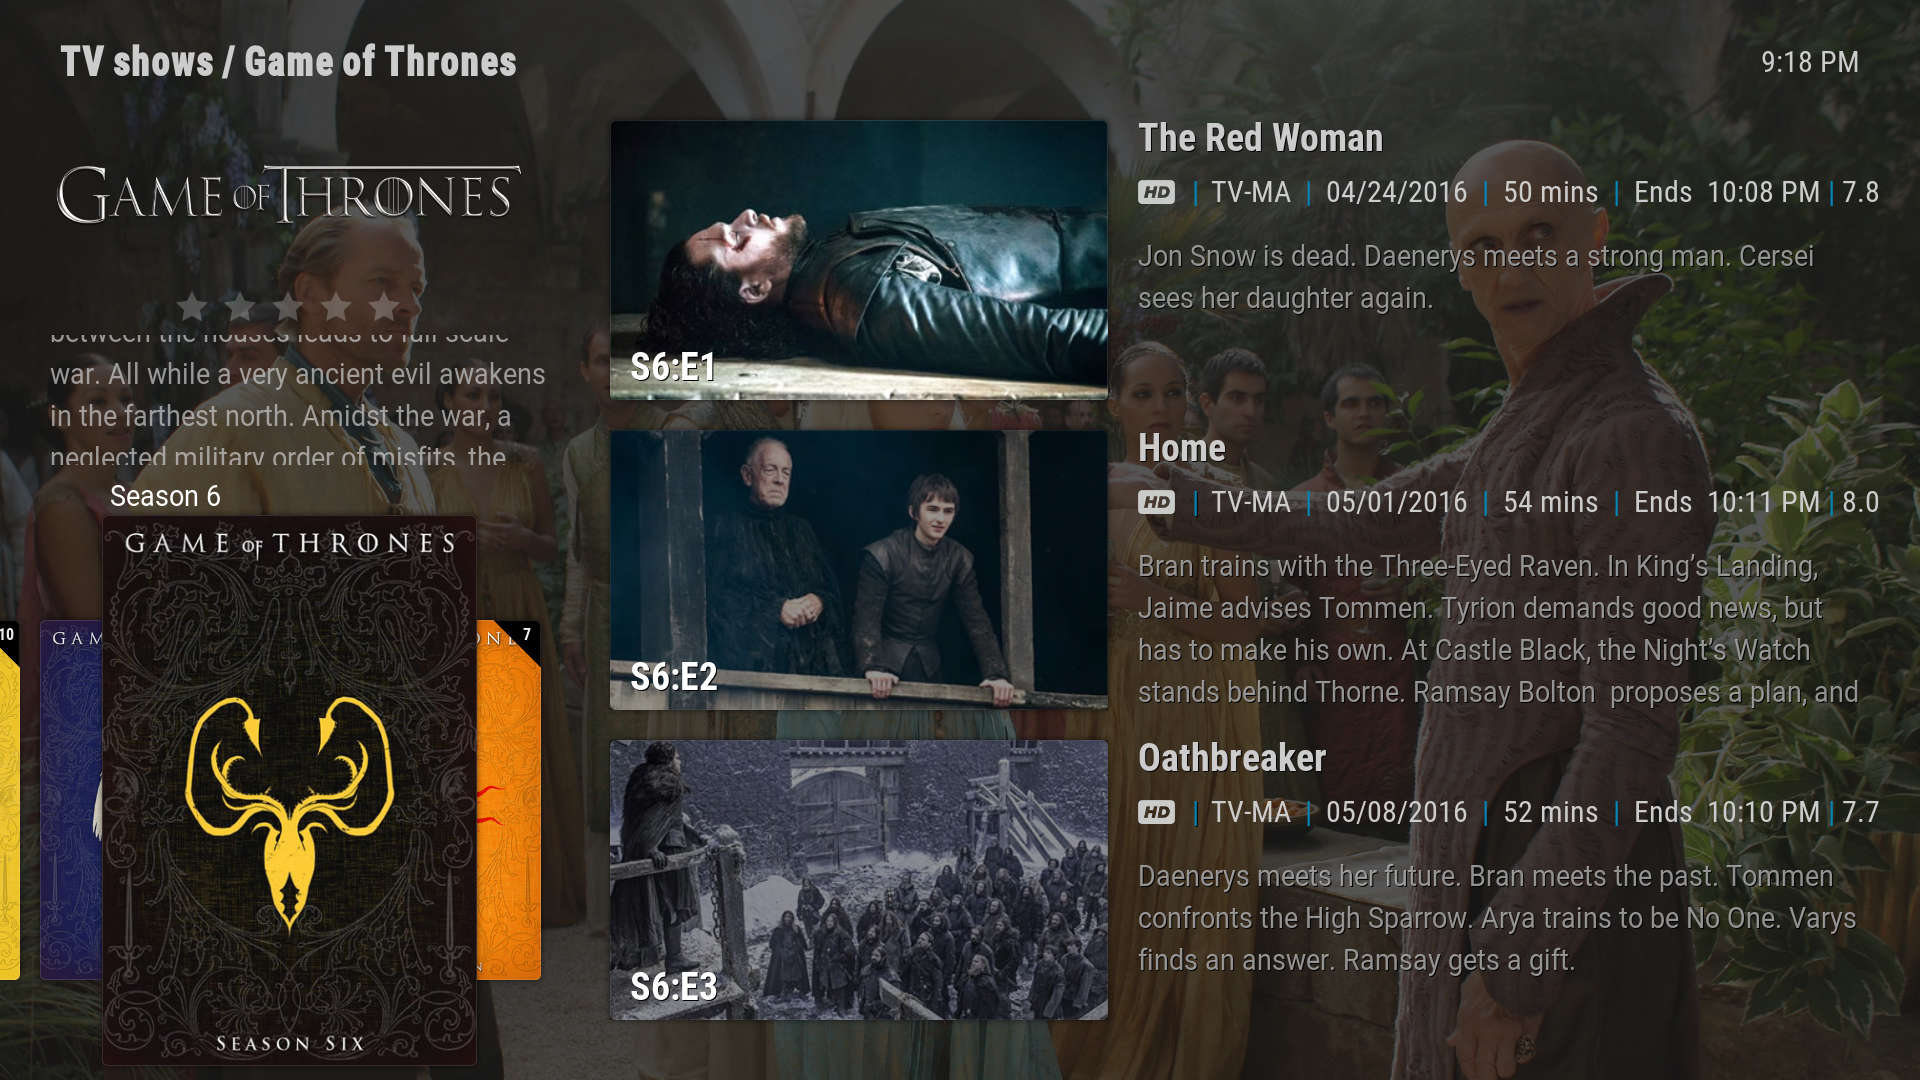 TV shows / Game of Thrones
9:18 PM
GAME OF THRONES
between the houses leads to full scale
war. All while a very ancient evil awakens
in the farthest north. Amidst the war, a
neglected military order of misfits, the
Season 6
GAME OF THRONES
SEASON SIX
10
GAM
ONE
7
N
S6:E1
The Red Woman
HD | TV-MA | 04/24/2016 | 50 mins | Ends 10:08 PM | 7.8
Jon Snow is dead. Daenerys meets a strong man. Cersei
sees her daughter again.
S6:E2
Home
HD | TV-MA | 05/01/2016 | 54 mins | Ends 10:11 PM | 8.0
Bran trains with the Three-Eyed Raven. In King’s Landing,
Jaime advises Tommen. Tyrion demands good news, but
has to make his own. At Castle Black, the Night’s Watch
stands behind Thorne. Ramsay Bolton proposes a plan, and
S6:E3
Oathbreaker
HD | TV-MA | 05/08/2016 | 52 mins | Ends 10:10 PM | 7.7
Daenerys meets her future. Bran meets the past. Tommen
confronts the High Sparrow. Arya trains to be No One. Varys
finds an answer. Ramsay gets a gift.